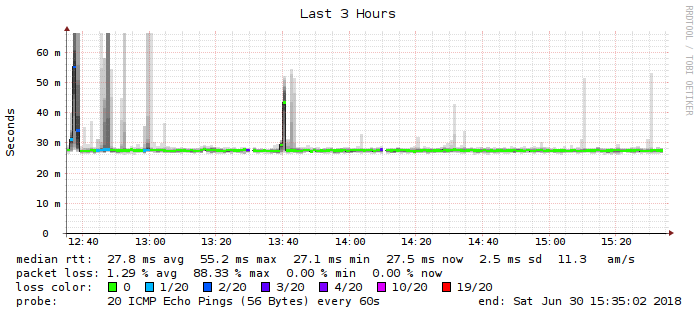 Last 3 Hours
RRDTOOL / TOBI OETIKER
Seconds
60 m
50 m
40 m
30 m
20 m
10 m
0
12:40 13:00 13:20 13:40 14:00 14:20 14:40 15:00 15:20
median rtt: 27.8 ms avg 55.2 ms max 27.1 ms min 27.5 ms now 2.5 ms sd 11.3 am/s
packet loss: 1.29 % avg 88.33 % max 0.00 % min 0.00 % now
loss color: 0 1/20 2/20 3/20 4/20 10/20 19/20
probe: 20 ICMP Echo Pings (56 Bytes) every 60s end: Sat Jun 30 15:35:02 2018